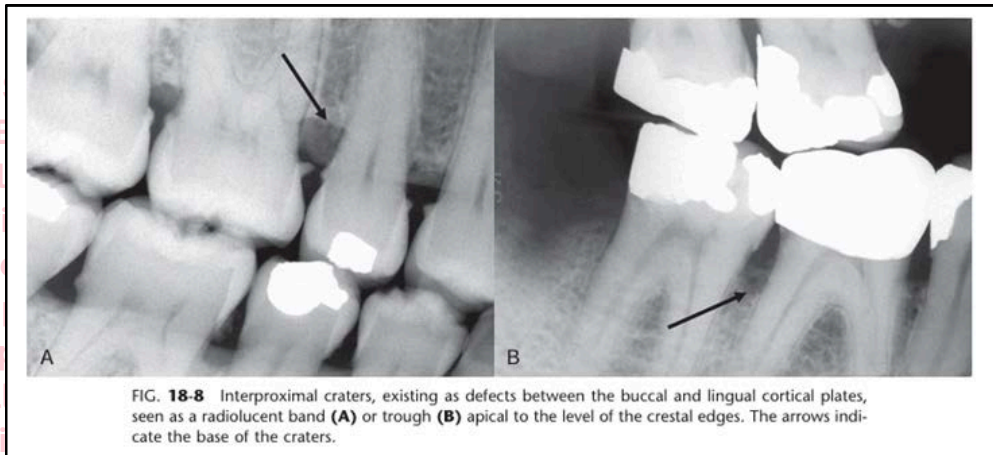 A
B
FIG. 18-8 Interproximal craters, existing as defects between the buccal and lingual cortical plates,
seen as a radiolucent band (A) or trough (B) apical to the level of the crestal edges. The arrows indi-
cate the base of the craters.